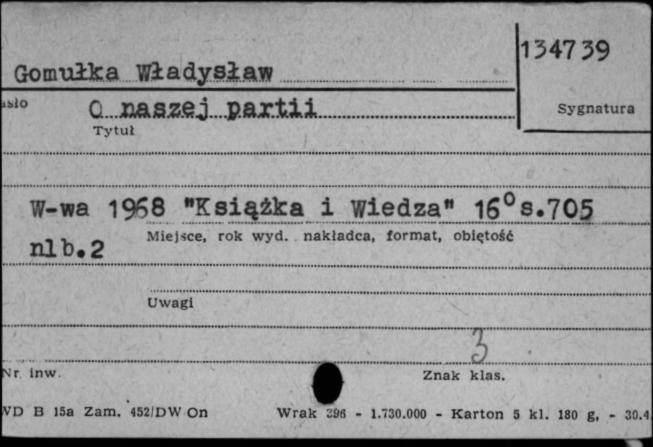 134739
Gomułka Władysław
asło
O naszej partii
Sygnatura
Tytuł
W-wa 1968 "Książka i Wiedza" 16° s.705
Miejsce, rok wyd. nakładca, format, objętość
nlb.2
Uwagi
3
Nr inw.
Znak klas.
WD B 15a Zam. 452/DW On Wrak 396 - 1.730.000 - Karton 5 kl. 180 g, - 30.4